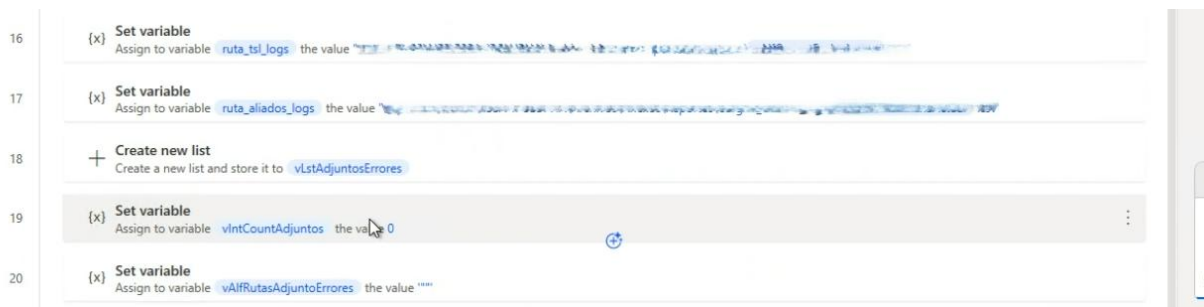 16
Set variable
{x}
Assign to variable ruta_tsl_logs the value "
17
Set variable
{x}
Assign to variable ruta_aliados_logs the value "
18
Create new list
Create a new list and store it to vLstAdjuntosErrores
19
Set variable
{x}
Assign to variable vIntCountAdjuntos the value 0
20
Set variable
{x}
Assign to variable vAlfRutasAdjuntoErrores the value """"